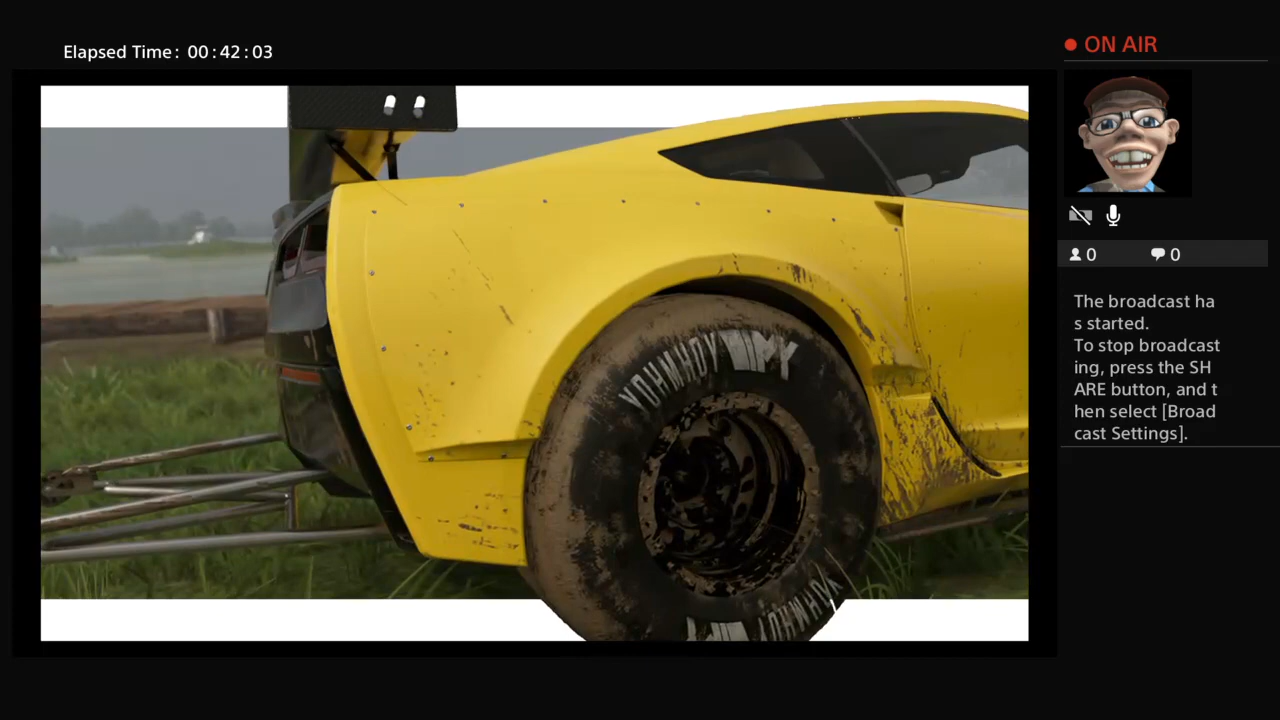 Elapsed Time: 00:42:03
ON AIR
0
0
The broadcast ha
s started.
To stop broadcast
ing, press the SH
ARE button, and t
hen select [Broad
cast Settings].